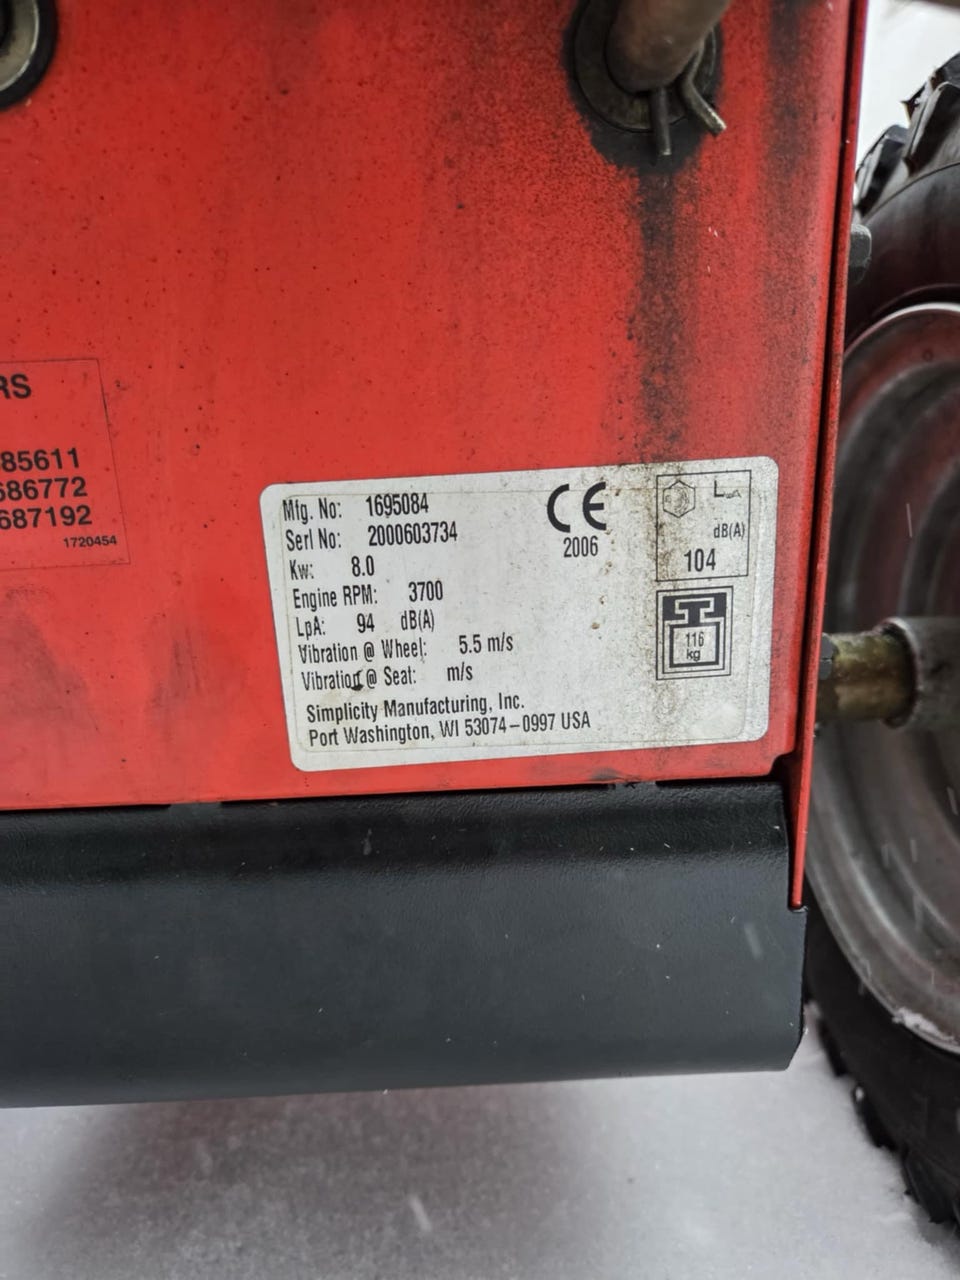 RS
85611
686772
687192
1720454
Mfg. No: 1695084
Serl No: 2000603734
Kw: 8.0
Engine RPM: 3700
LpA: 94 dB(A)
Vibration @ Wheel: 5.5 m/s
Vibration @ Seat: m/s
Simplicity Manufacturing, Inc.
Port Washington, WI 53074-0997 USA
CE
2006
LwA
dB(A)
104
116
kg